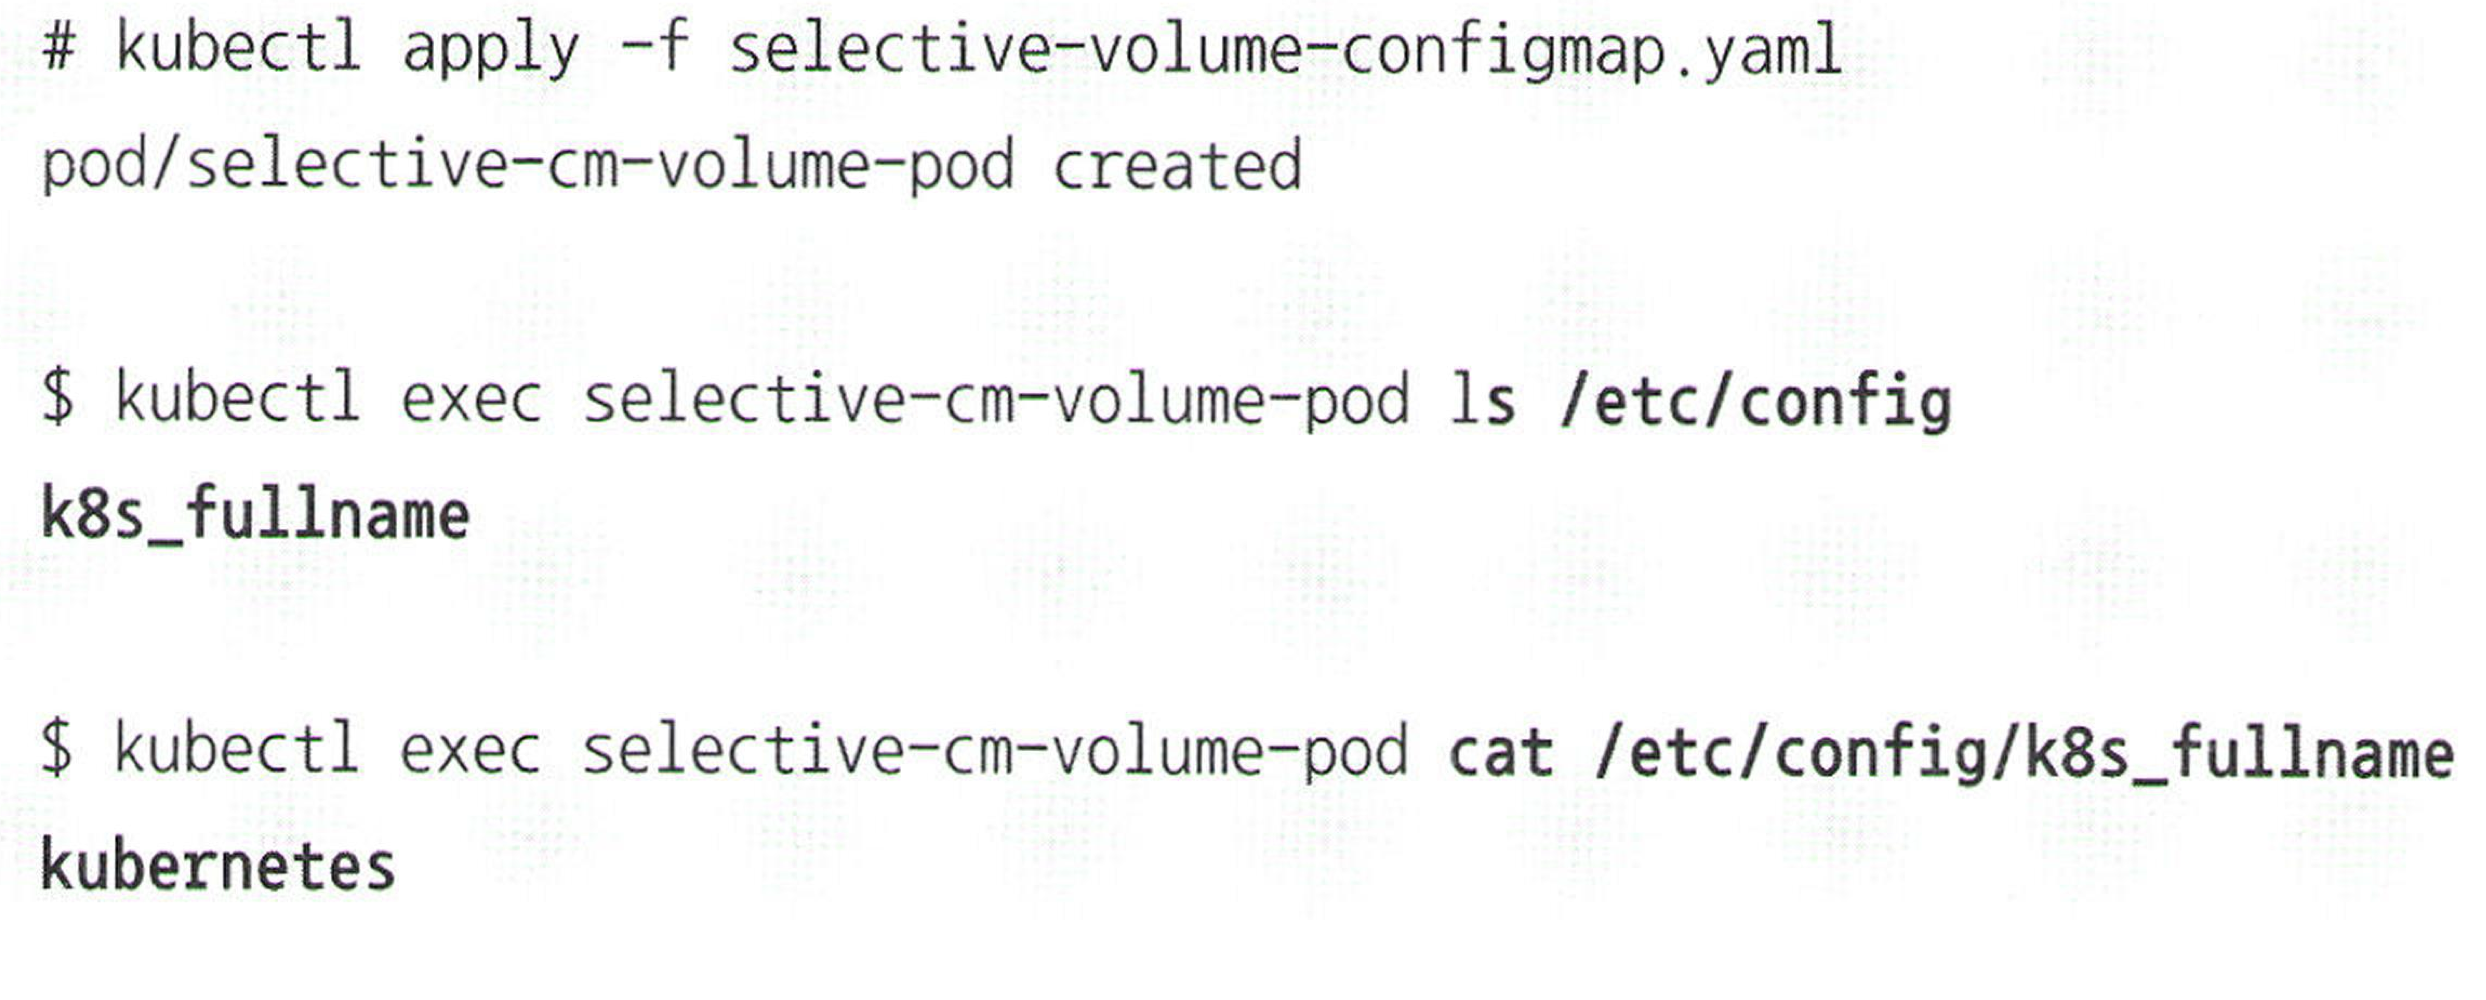 # kubectl apply -f selective-volume-configmap.yaml
pod/selective-cm-volume-pod created
$ kubectl exec selective-cm-volume-pod ls /etc/config
k8s_fullname
$ kubectl exec selective-cm-volume-pod cat /etc/config/k8s_fullname
kubernetes